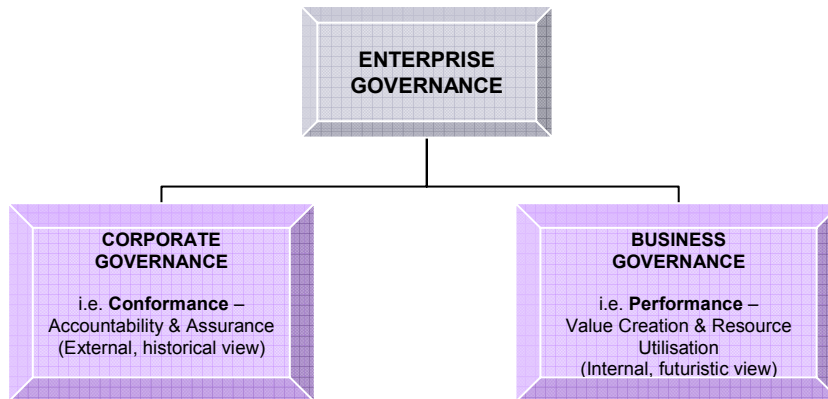 ENTERPRISE
GOVERNANCE
CORPORATE
GOVERNANCE
i.e. Conformance –
Accountability & Assurance
(External, historical view)
BUSINESS
GOVERNANCE
i.e. Performance –
Value Creation & Resource
Utilisation
(Internal, futuristic view)